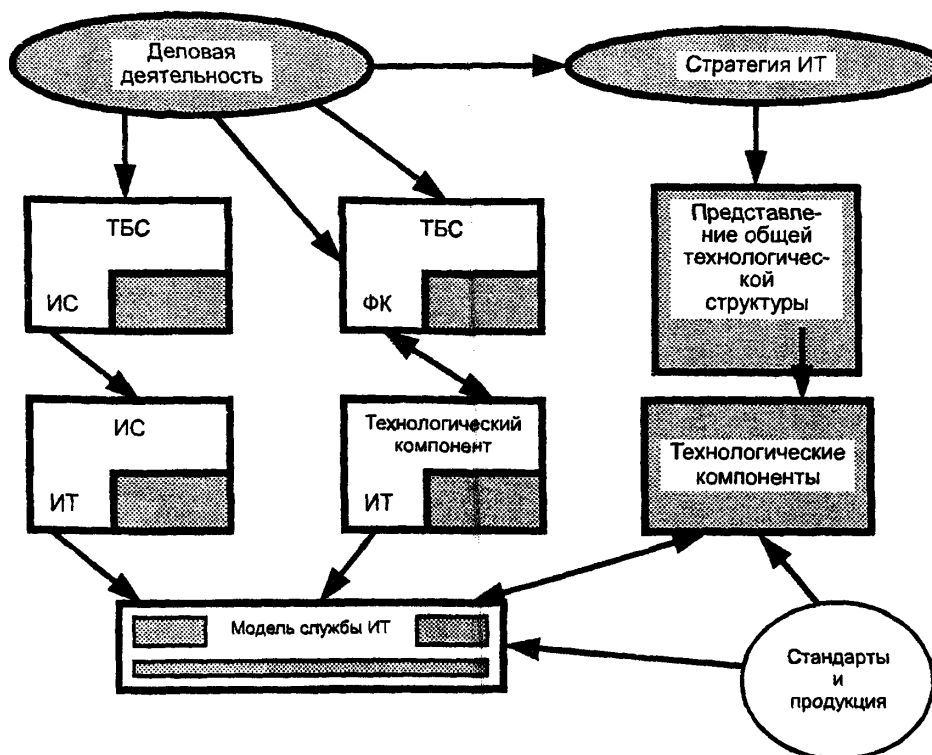 Деловая
деятельность
Стратегия ИТ
ТБС
ИС
ТБС
ФК
Представле-
ние общей
технологичес-
кой
структуры
ИС
ИТ
Технологический
компонент
ИТ
Технологические
компоненты
Модель службы ИТ
Стандарты
и
продукция